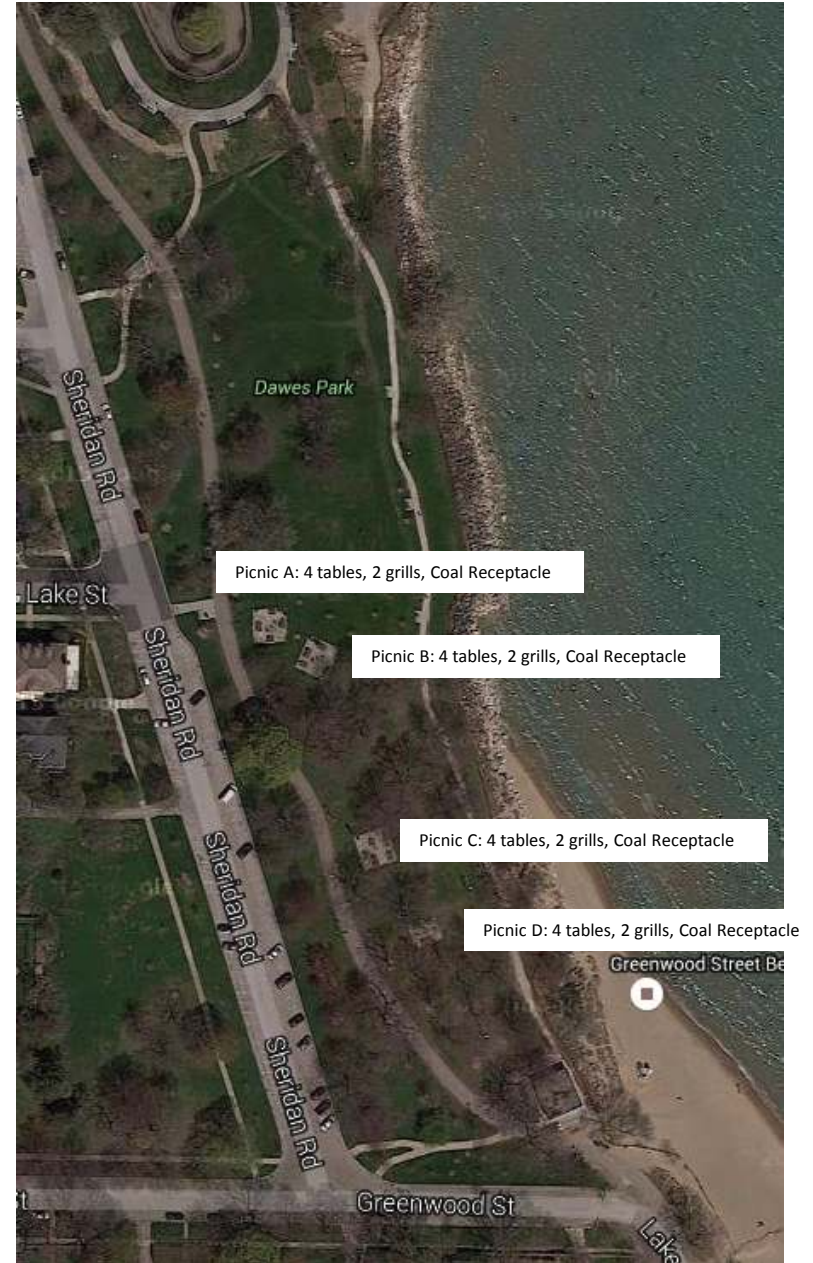 Dawes Park
Sheridan Rd
Picnic A: 4 tables, 2 grills, Coal Receptacle
Lake St
Sheridan Rd
Picnic B: 4 tables, 2 grills, Coal Receptacle
Picnic C: 4 tables, 2 grills, Coal Receptacle
Sheridan Rd
Picnic D: 4 tables, 2 grills, Coal Receptacle
Greenwood Street Be
Sheridan Rd
St
Greenwood St
Lake